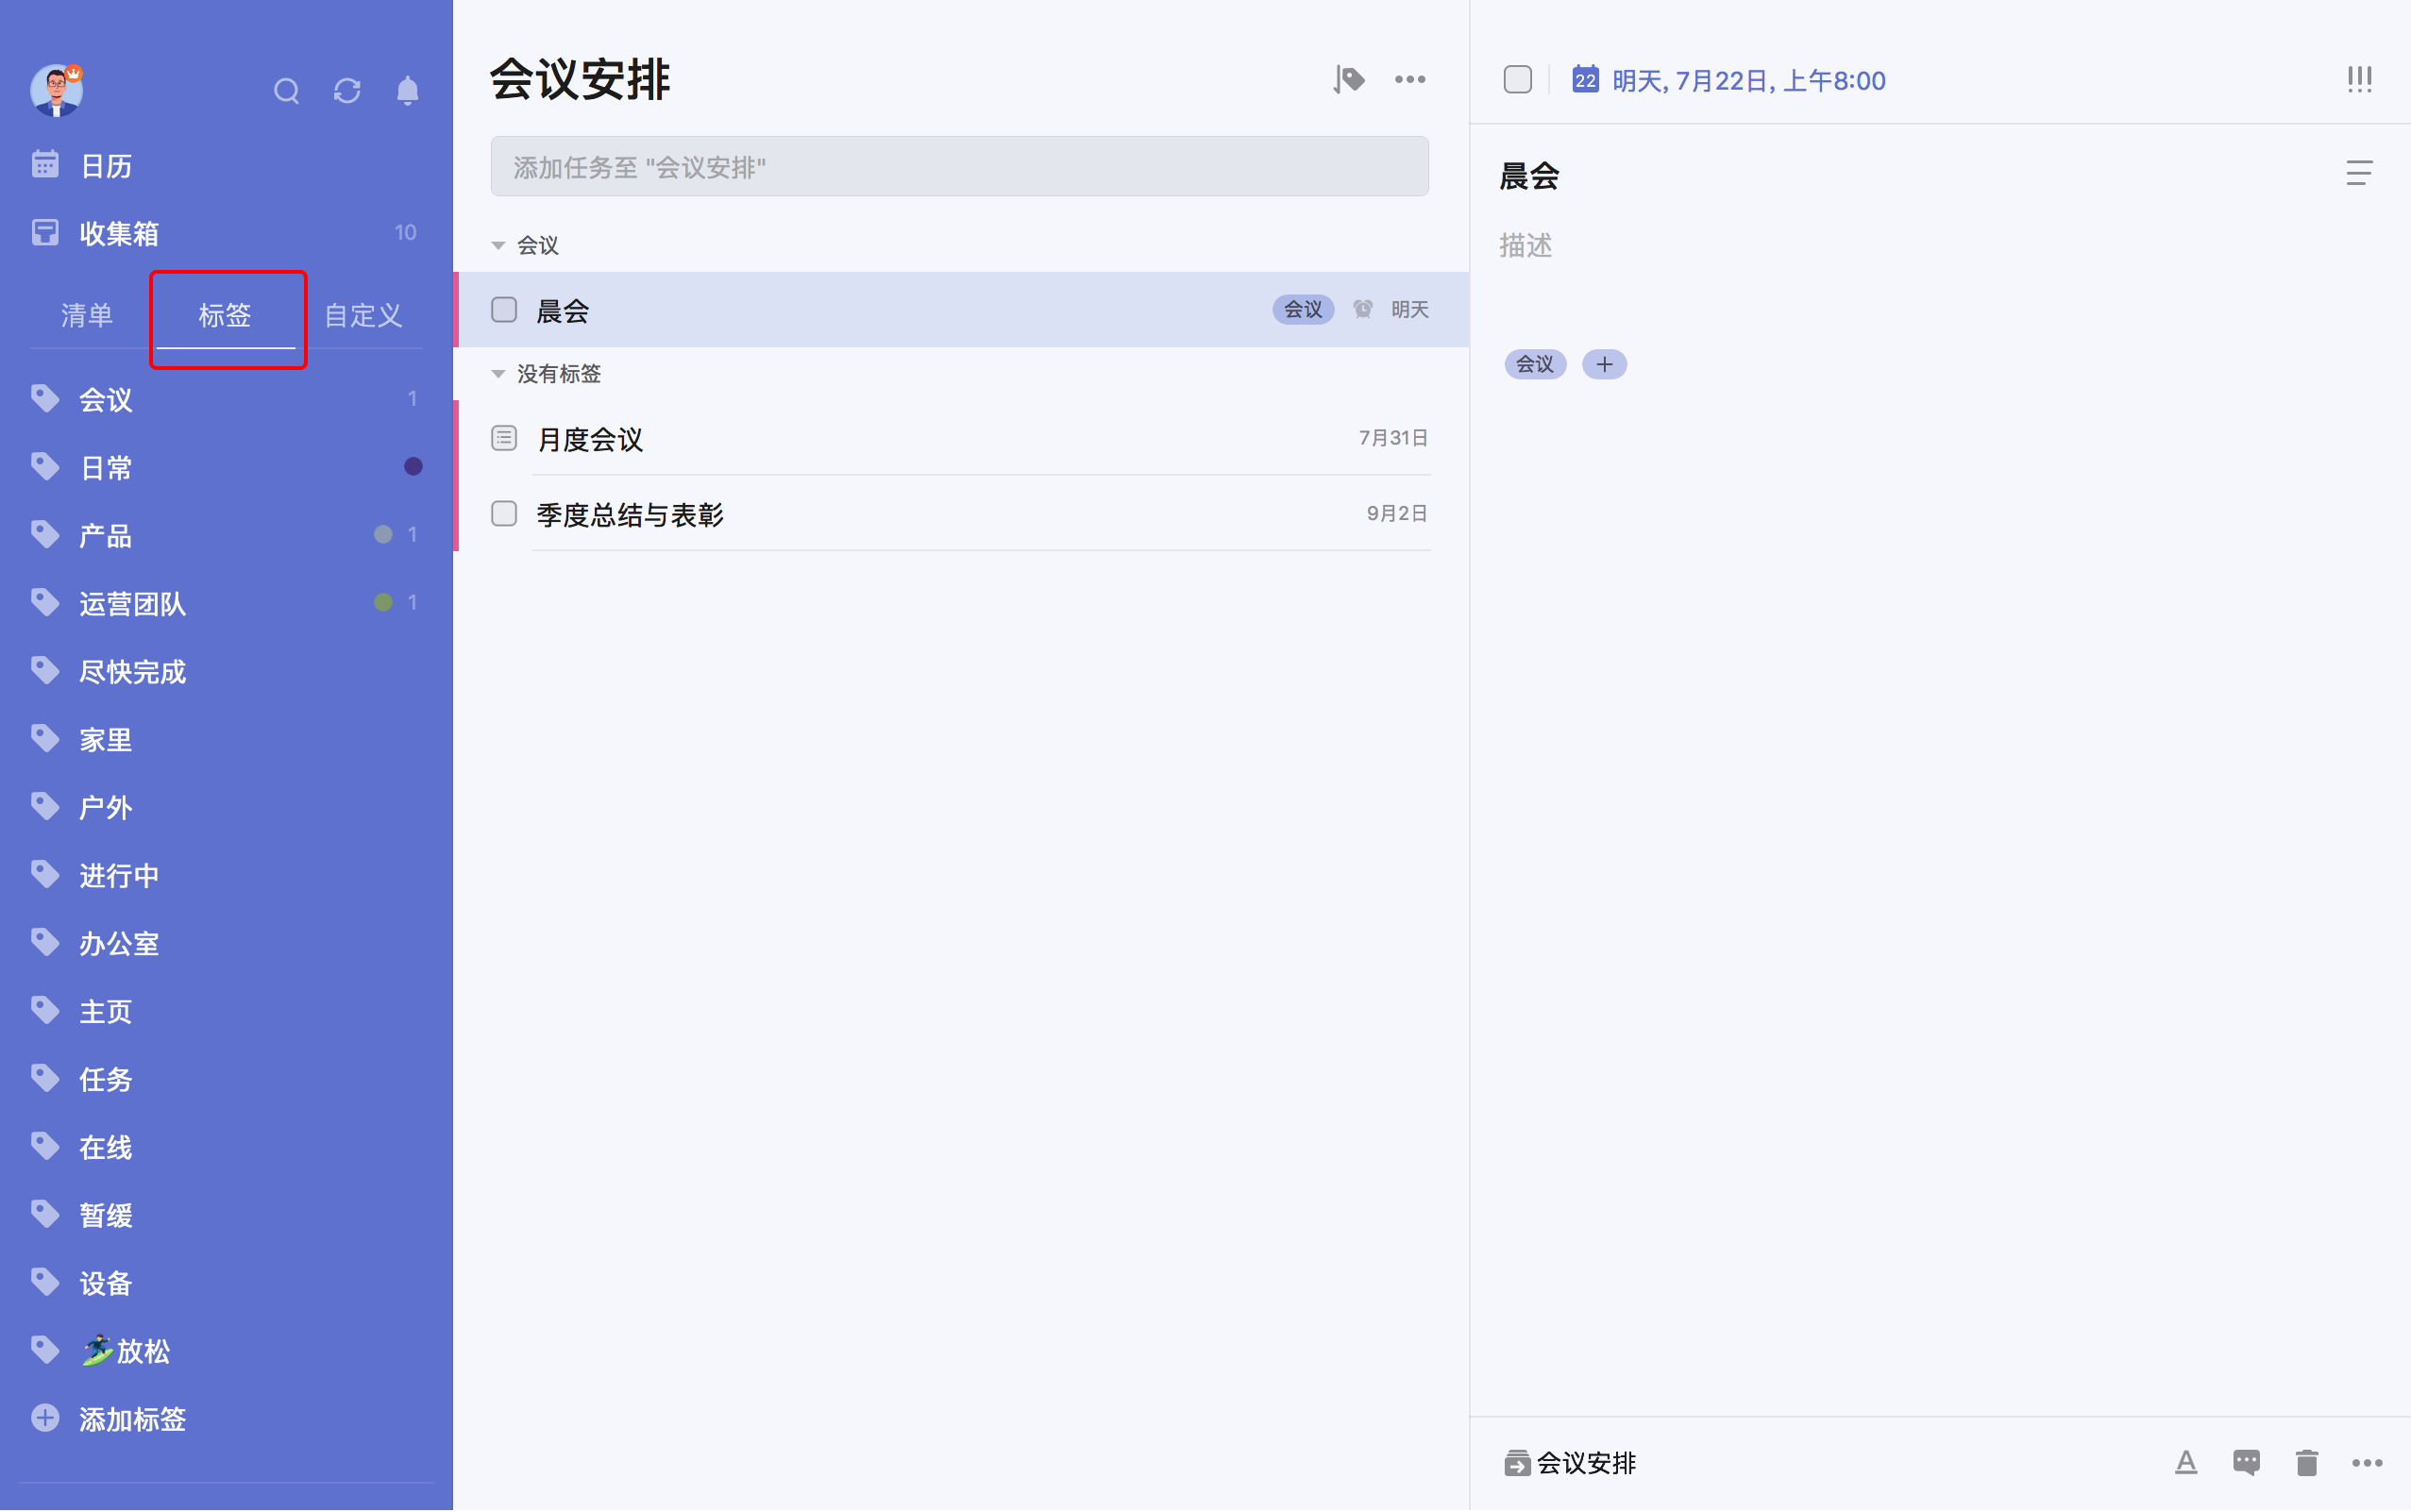 日历
收集箱 10
清单 标签 自定义
会议 1
日常
产品 1
运营团队 1
尽快完成
家里
户外
进行中
办公室
主页
任务
在线
暂缓
设备
🏄放松
添加标签
会议安排
添加任务至 "会议安排"
会议
晨会 会议 明天
没有标签
月度会议 7月31日
季度总结与表彰 9月2日
22 明天, 7月22日, 上午8:00
晨会
描述
会议 +
会议安排